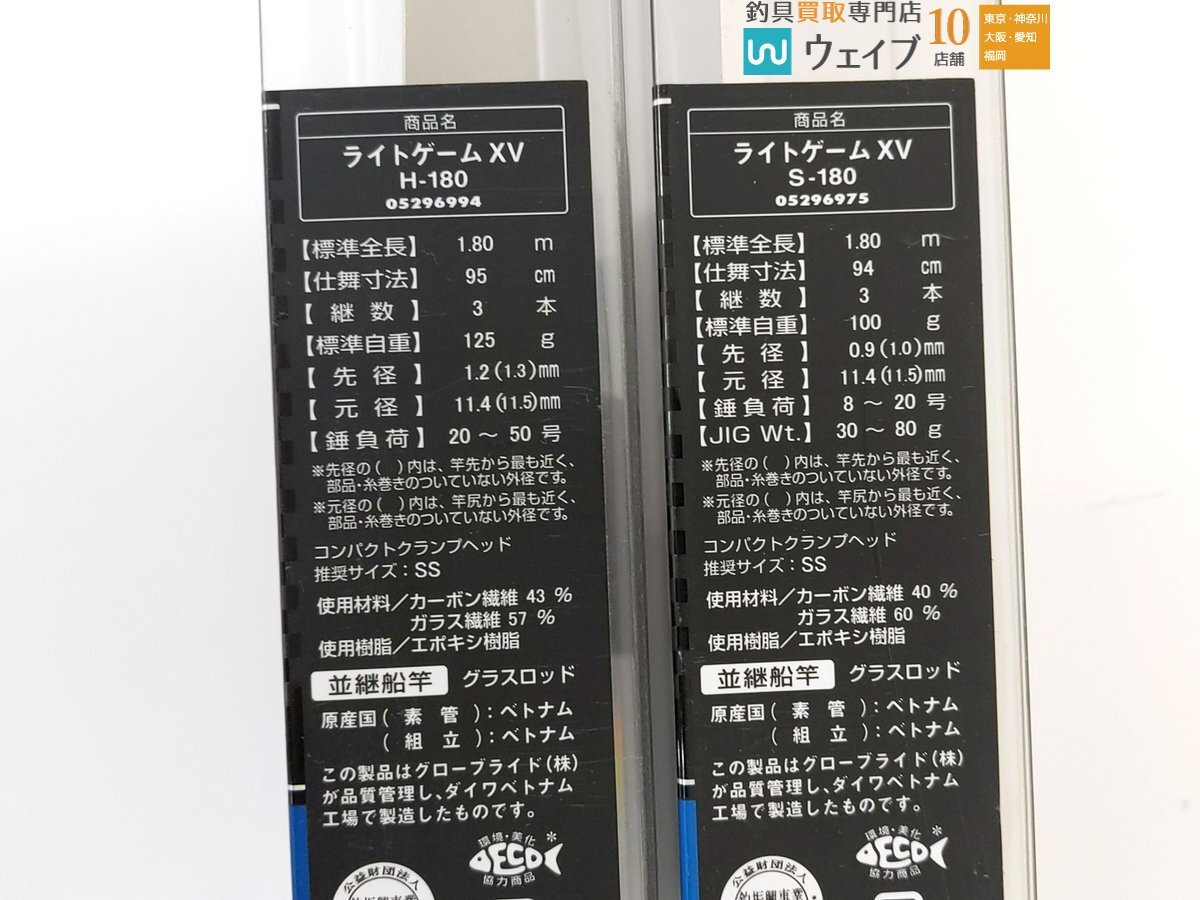 釣具買取専門店
ウェイブ
10
店舗
東京・神奈川
大阪・愛知
福岡
商品名
ライトゲーム XV
H-180
05296994
【標準全長】 1.80 m
【仕舞寸法】 95 cm
【継数】 3 本
【標準自重】 125 g
【先径】 1.2(1.3)mm
【元径】 11.4(11.5)mm
【錘負荷】 20 ～ 50 号
※先径の( )内は、竿先から最も近く、
部品・糸巻きのついていない外径です。
※元径の( )内は、竿尻から最も近く、
部品・糸巻きのついていない外径です。
コンパクトクランプヘッド
推奨サイズ：SS
使用材料/カーボン繊維 43 %
ガラス繊維 57 %
使用樹脂/エポキシ樹脂
並継船竿 グラスロッド
原産国(素管)：ベトナム
(組立)：ベトナム
この製品はグローブライド(株)
が品質管理し、ダイワベトナム
工場で製造したものです。
環境・美化
ECO
協力商品
公益財団法人
商品名
ライトゲーム XV
S-180
05296975
【標準全長】 1.80 m
【仕舞寸法】 94 cm
【継数】 3 本
【標準自重】 100 g
【先径】 0.9(1.0)mm
【元径】 11.4(11.5)mm
【錘負荷】 8 ～ 20 号
【JIG Wt.】 30 ～ 80 g
※先径の( )内は、竿先から最も近く、
部品・糸巻きのついていない外径です。
※元径の( )内は、竿尻から最も近く、
部品・糸巻きのついていない外径です。
コンパクトクランプヘッド
推奨サイズ：SS
使用材料/カーボン繊維 40 %
ガラス繊維 60 %
使用樹脂/エポキシ樹脂
並継船竿 グラスロッド
原産国(素管)：ベトナム
(組立)：ベトナム
この製品はグローブライド(株)
が品質管理し、ダイワベトナム
工場で製造したものです。
環境・美化
ECO
協力商品
公益財団法人